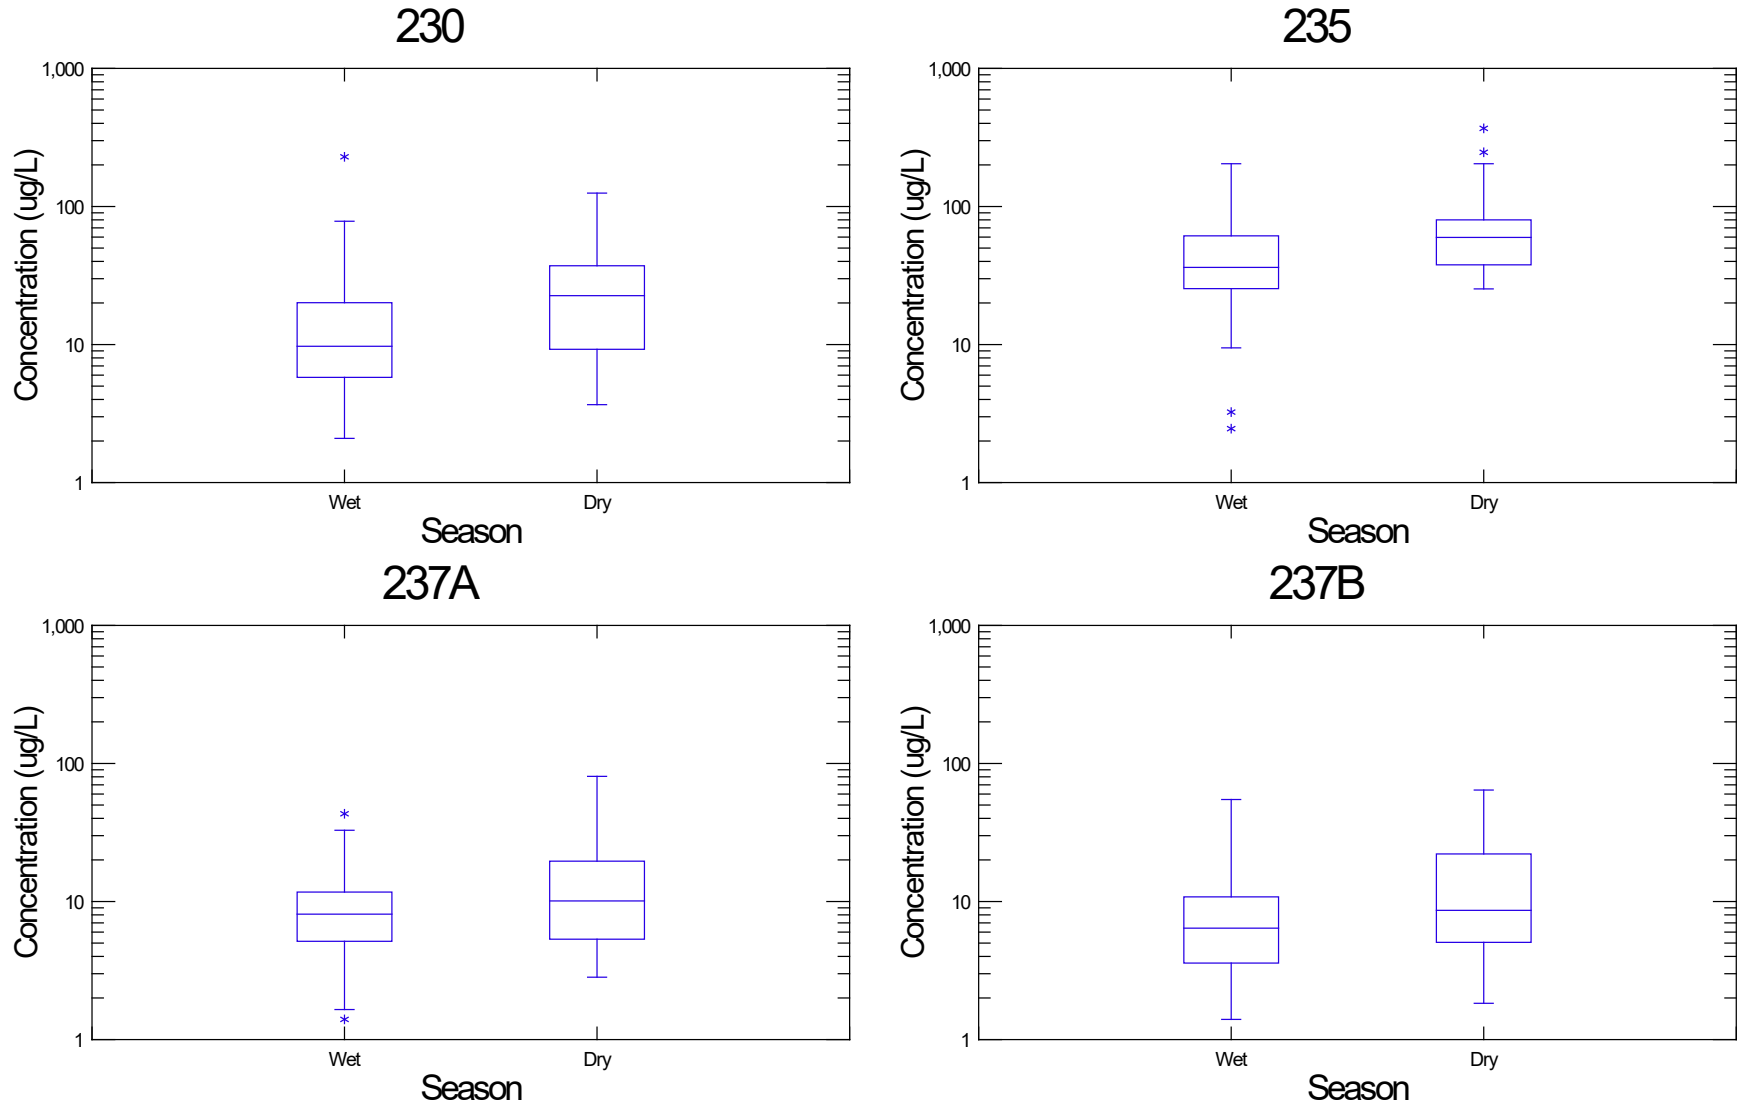 230
1,000
100
10
1
Concentration (ug/L)
Wet
Dry
Season
235
1,000
100
10
1
Concentration (ug/L)
Wet
Dry
Season
237A
1,000
100
10
1
Concentration (ug/L)
Wet
Dry
Season
237B
1,000
100
10
1
Concentration (ug/L)
Wet
Dry
Season